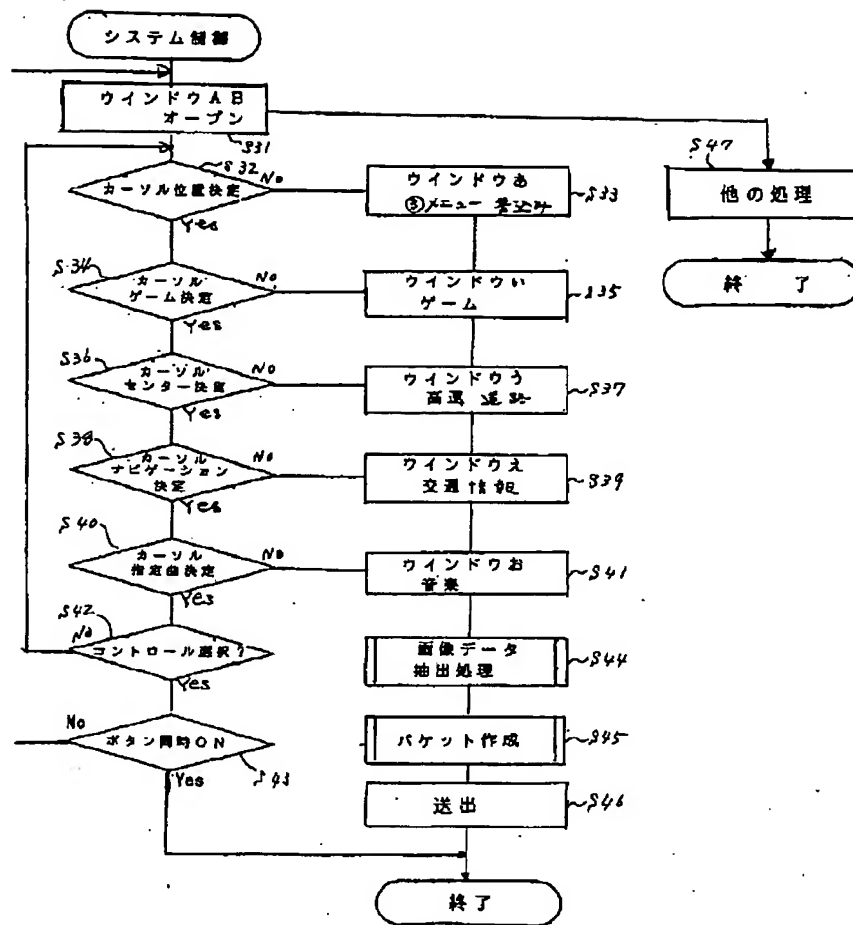 システム制御
ウインドウAB
オープン
S31
S32
カーソル位置決定
No
Yes
ウインドウあ
③メニュー書込み
S33
S47
他の処理
終 了
S34
カーソル
ゲーム決定
No
Yes
ウインドウい
ゲーム
S35
S36
カーソル
センター決定
No
Yes
ウインドウう
高速 道路
S37
S38
カーソル
ナビゲーション
決定
No
Yes
ウインドウえ
交通情報
S39
S40
カーソル
指定曲決定
No
Yes
ウインドウお
音楽
S41
S42
No
コントロール選択?
Yes
画像データ
抽出処理
S44
No
ボタン同時ON
Yes
S43
パケット作成
S45
送出
S46
終了